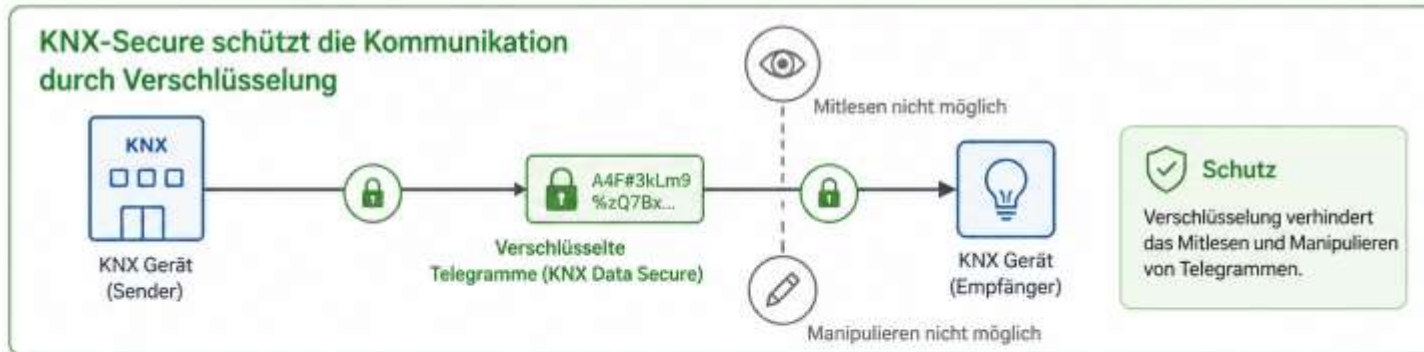 KNX-Secure schützt die Kommunikation
durch Verschlüsselung
KNX
KNX Gerät
(Sender)
A4F#3kLm9
%zQ7Bx...
Verschlüsselte
Telegramme (KNX Data Secure)
Mitlesen nicht möglich
Manipulieren nicht möglich
KNX Gerät
(Empfänger)
Schutz
Verschlüsselung verhindert
das Mitlesen und Manipulieren
von Telegrammen.